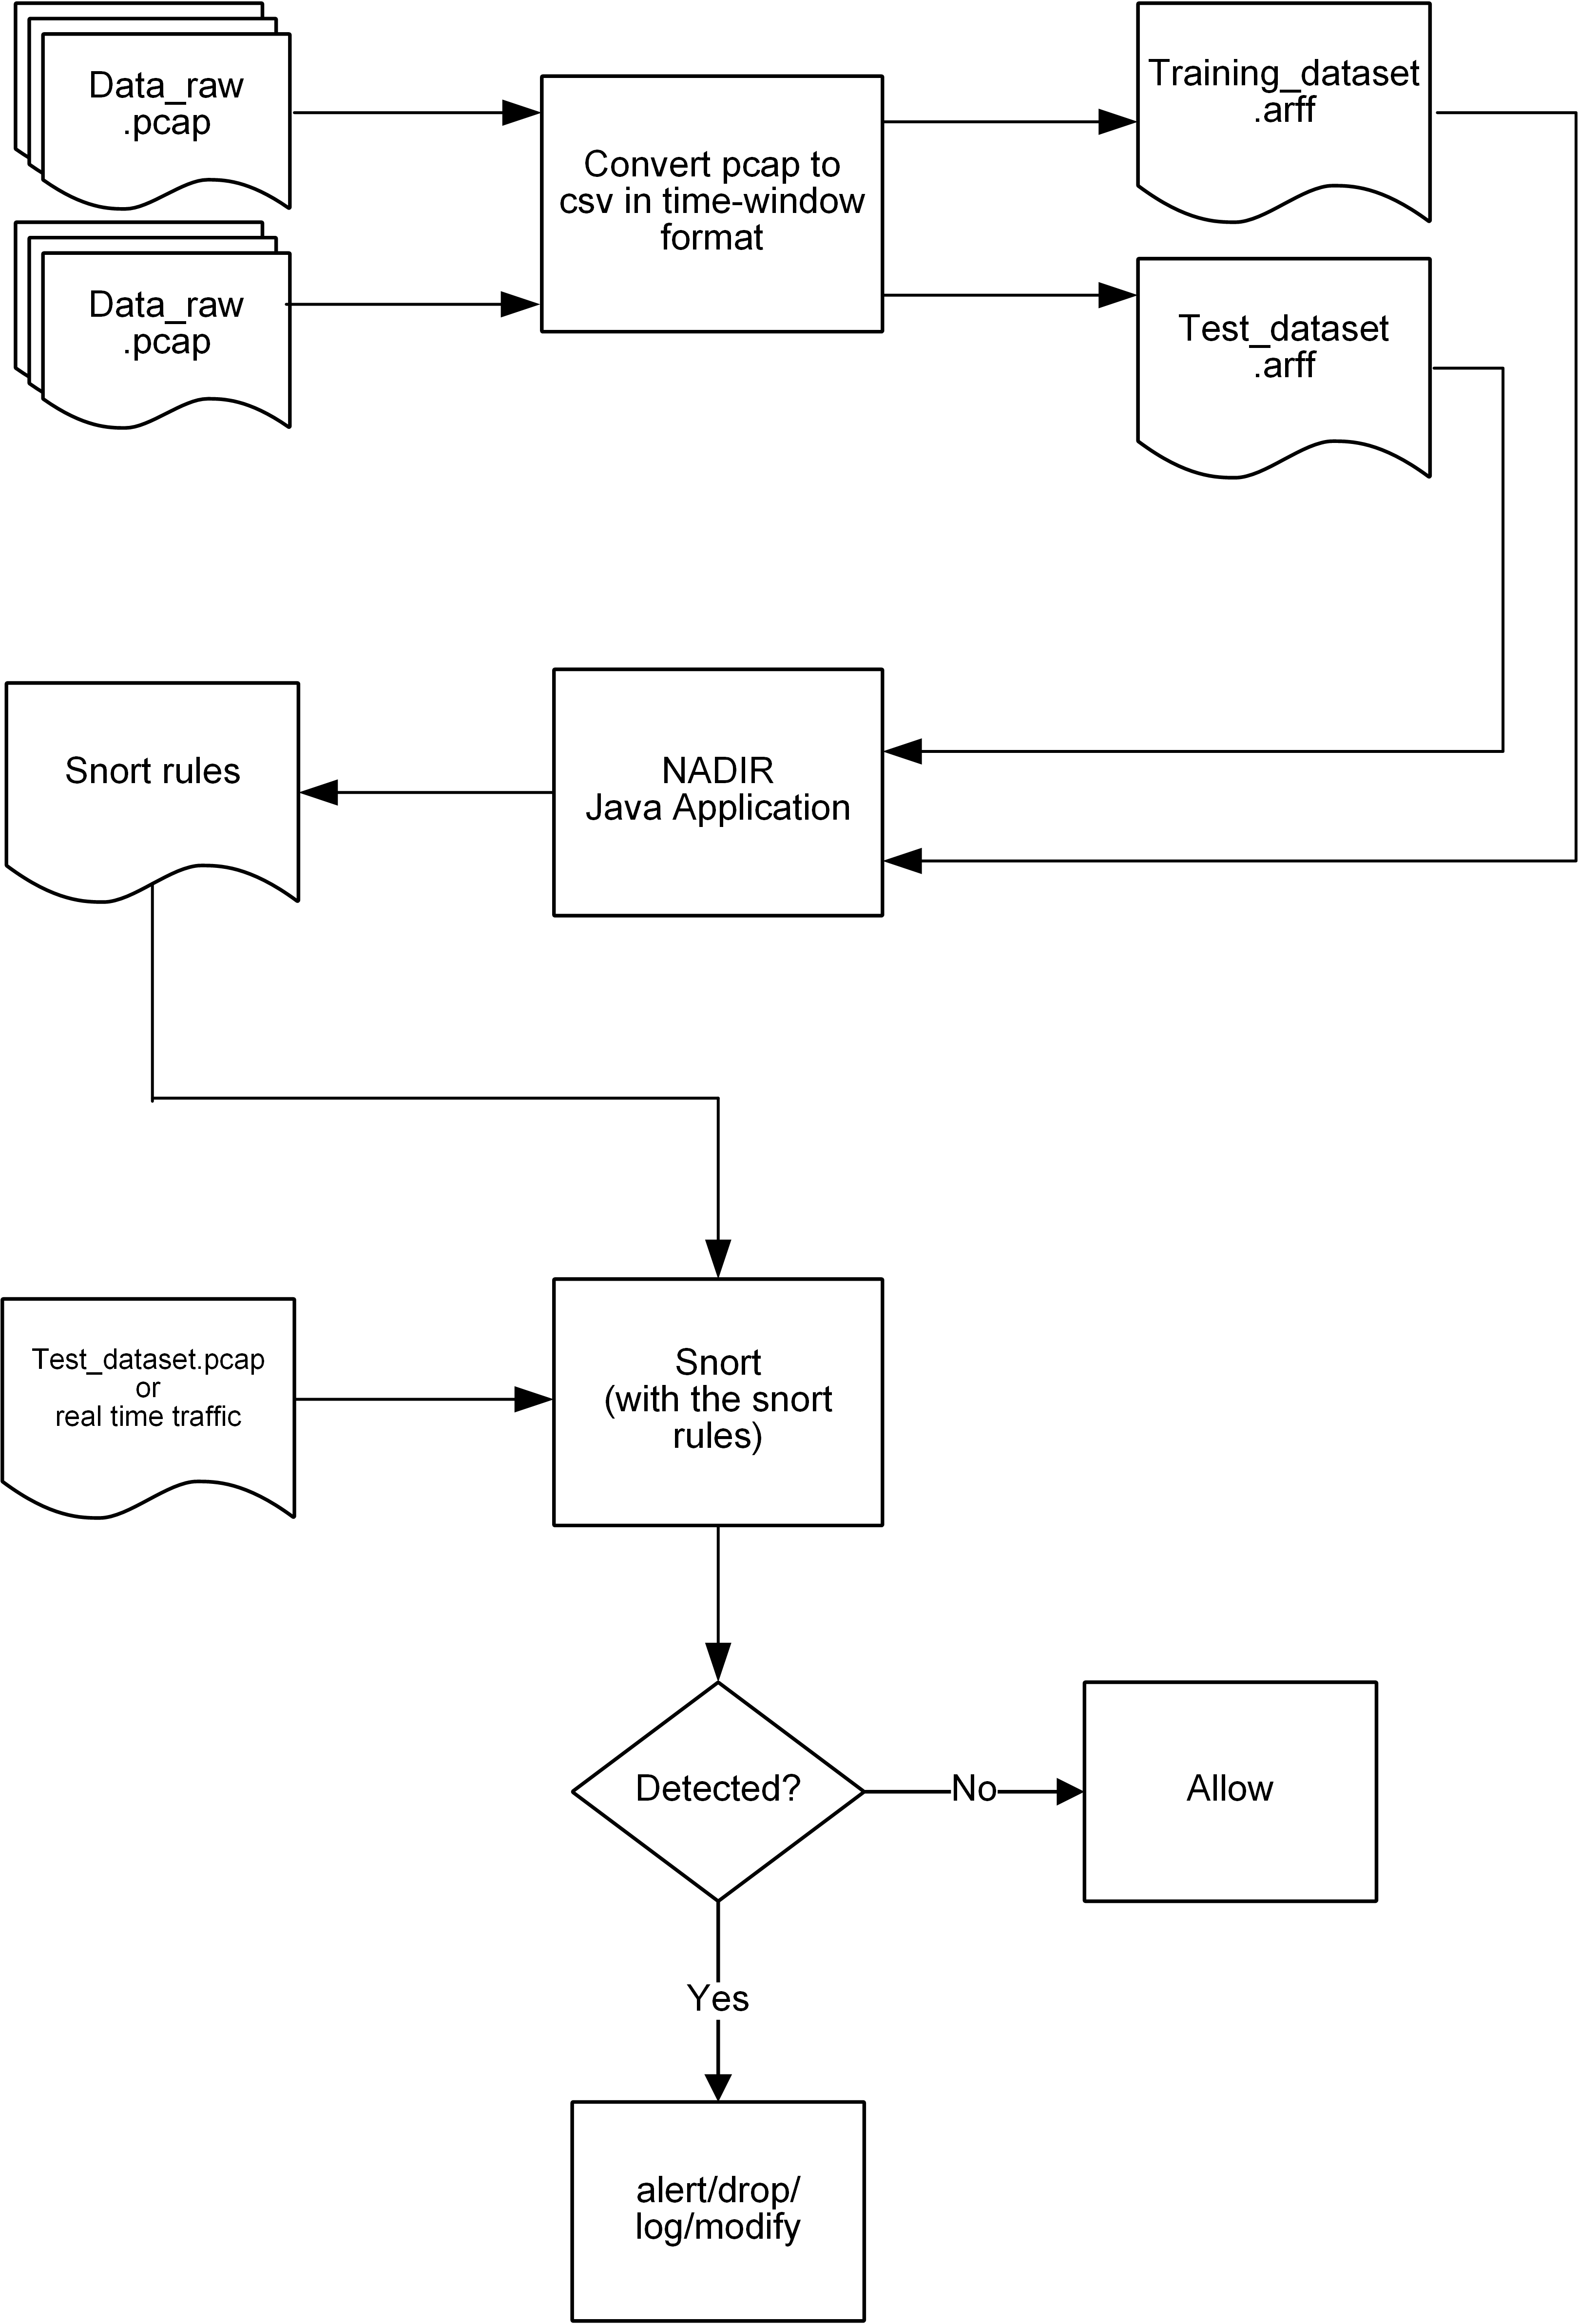 Data_raw
.pcap
Convert pcap to
csv in time-window
format
Training_dataset
.arff
Data_raw
.pcap
Test_dataset
.arff
Snort rules
NADIR
Java Application
Test_dataset.pcap
or
real time traffic
Snort
(with the snort
rules)
Detected?
No
Allow
Yes
alert/drop/
log/modify